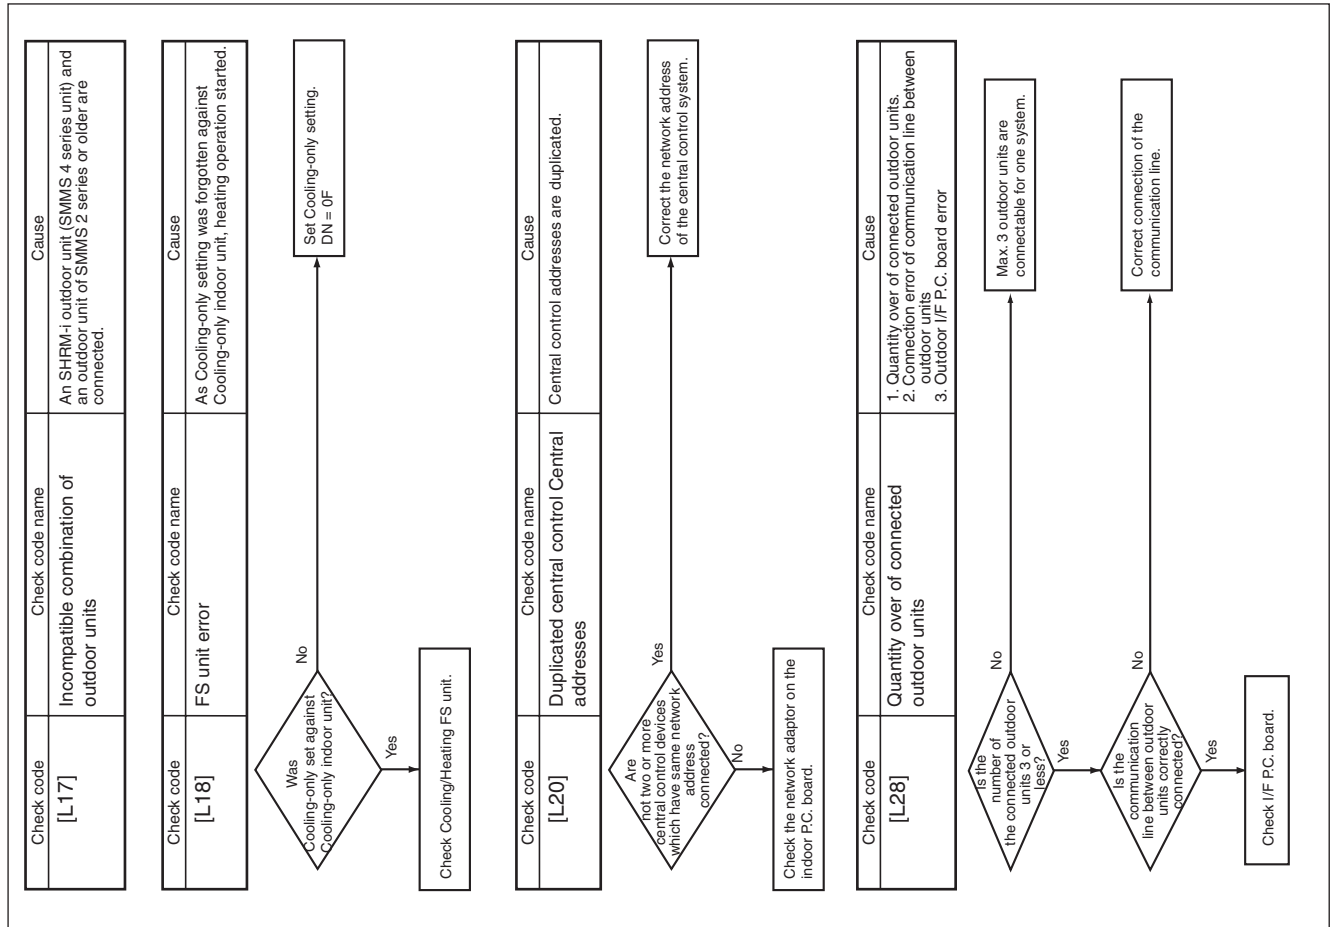 Check code
Check code name
Cause
[L17]
Incompatible combination of
outdoor units
An SHRM-i outdoor unit (SMMS 4 series unit) and
an outdoor unit of SMMS 2 series or older are
connected.
Check code
Check code name
Cause
[L18]
FS unit error
As Cooling-only setting was forgotten against
Cooling-only indoor unit, heating operation started.
Was
Cooling-only set against
Cooling-only indoor unit?
No
Set Cooling-only setting.
DN = 0F
Yes
Check Cooling/Heating FS unit.
Check code
Check code name
Cause
[L20]
Duplicated central control Central
addresses
Central control addresses are duplicated.
Are
not two or more
central control devices
which have same network
address
connected?
Yes
Correct the network address
of the central control system.
No
Check the network adaptor on the
indoor P.C. board.
Check code
Check code name
Cause
[L28]
Quantity over of connected
outdoor units
1. Quantity over of connected outdoor units.
2. Connection error of communication line between
outdoor units
3. Outdoor I/F P.C. board error
Is the
number of
the connected outdoor
units 3 or
less?
No
Max. 3 outdoor units are
connectable for one system.
Yes
Is the
communication
line between outdoor
units correctly
connected?
No
Correct connection of the
communication line.
Yes
Check I/F P.C. board.